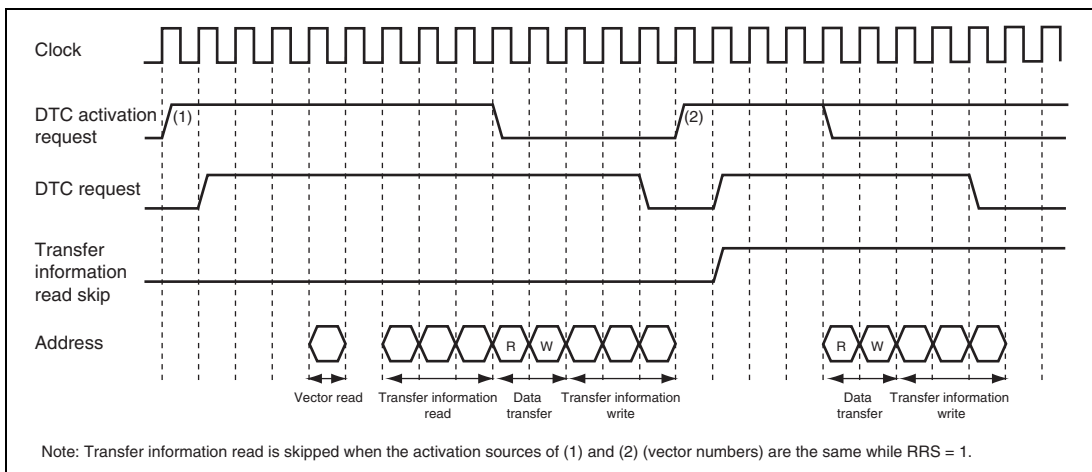 Clock
DTC activation
request
(1)
(2)
DTC request
Transfer
information
read skip
Address
R
W
R
W
Vector read
Transfer information
read
Data
transfer
Transfer information
write
Data
transfer
Transfer information
write
Note: Transfer information read is skipped when the activation sources of (1) and (2) (vector numbers) are the same while RRS = 1.